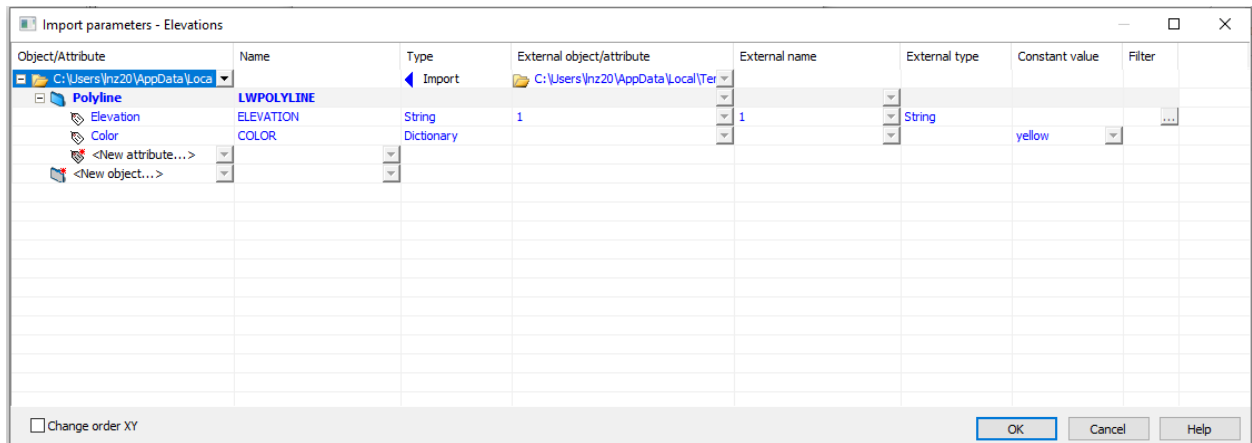 Import parameters - Elevations
Object/Attribute Name Type External object/attribute External name External type Constant value Filter
C:\Users\nz20\AppData\Loca Import C:\Users\nz20\AppData\Local\Ter
Polyline LWPOLYLINE
Elevation ELEVATION String 1 1 String ...
Color COLOR Dictionary yellow
<New attribute...>
<New object...>
Change order XY OK Cancel Help